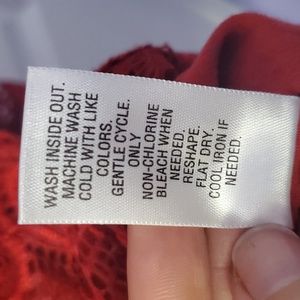 WASH INSIDE OUT.
MACHINE WASH
COLD WITH LIKE
COLORS.
GENTLE CYCLE.
ONLY
NON-CHLORINE
BLEACH WHEN
NEEDED.
RESHAPE.
FLAT DRY.
COOL IRON IF
NEEDED.